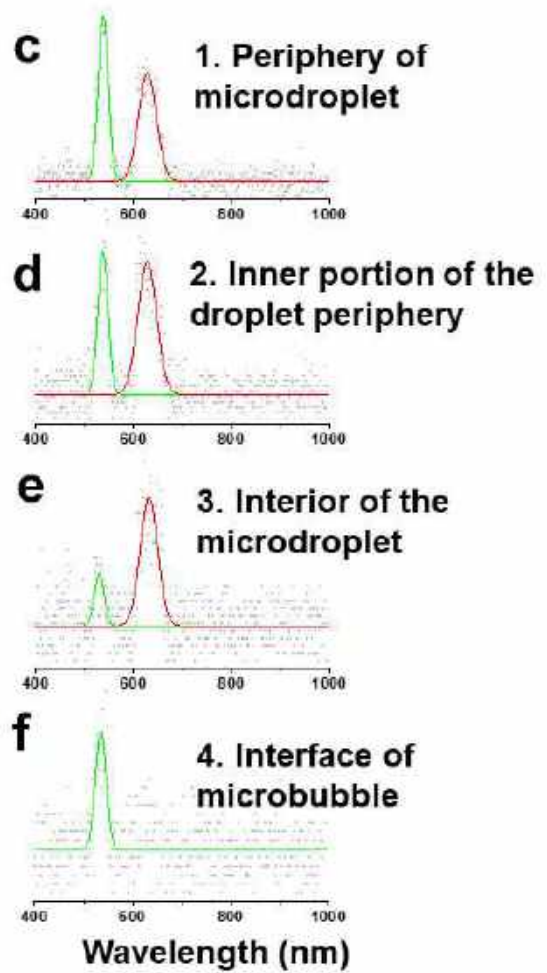 c
1. Periphery of
microdroplet
400 600 800 1000
d
2. Inner portion of the
droplet periphery
400 600 800 1000
e
3. Interior of the
microdroplet
400 600 800 1000
f
4. Interface of
microbubble
400 600 800 1000
Wavelength (nm)